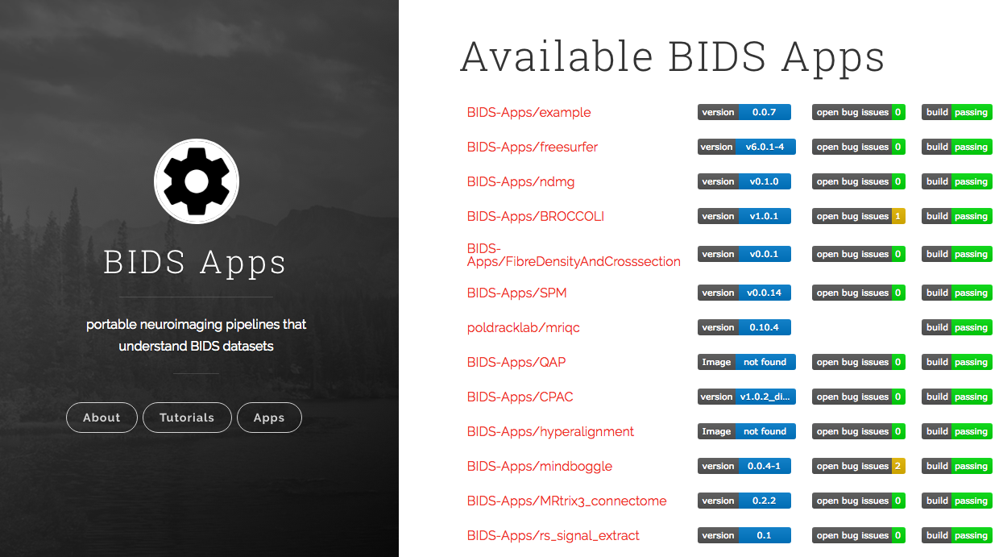 BIDS Apps
portable neuroimaging pipelines that
understand BIDS datasets
About Tutorials Apps
Available BIDS Apps
BIDS-Apps/example version 0.0.7 open bug issues 0 build passing
BIDS-Apps/freesurfer version v6.0.1-4 open bug issues 0 build passing
BIDS-Apps/ndmg version v0.1.0 open bug issues 0 build passing
BIDS-Apps/BROCCOLI version v1.0.1 open bug issues 1 build passing
BIDS-
Apps/FibreDensityAndCrosssection version v0.0.1 open bug issues 0 build passing
BIDS-Apps/SPM version v0.0.14 open bug issues 0 build passing
poldracklab/mriqc version 0.10.4 build passing
BIDS-Apps/QAP Image not found open bug issues 0 build passing
BIDS-Apps/CPAC version v1.0.2_di... open bug issues 0 build passing
BIDS-Apps/hyperalignment Image not found open bug issues 0 build passing
BIDS-Apps/mindboggle version 0.0.4-1 open bug issues 2 build passing
BIDS-Apps/MRtrix3_connectome version 0.2.2 open bug issues 0 build passing
BIDS-Apps/rs_signal_extract version 0.1 open bug issues 0 build passing